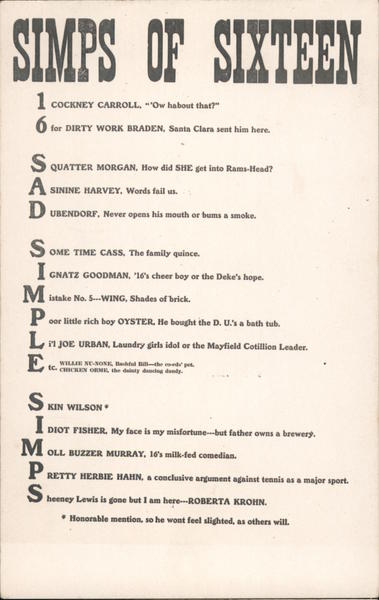 SIMPS OF SIXTEEN
1 COCKNEY CARROLL, "'Ow habout that?"
6 for DIRTY WORK BRADEN, Santa Clara sent him here.
SQUATTER MORGAN, How did SHE get into Rams-Head?
ASININE HARVEY, Words fail us.
DUBENDORF, Never opens his mouth or bums a smoke.
SOME TIME CASS, The family quince.
IGNATZ GOODMAN, '16's cheer boy or the Deke's hope.
Mistake No. 5---WING, Shades of brick.
Poor little rich boy OYSTER, He bought the D. U.'s a bath tub.
Li'l JOE URBAN, Laundry girls idol or the Mayfield Cotillion Leader.
Etc. WILLIE NU-NONE, Bashful Bill—the co-eds' pet.
CHICKEN ORME, the dainty dancing dandy.
SKIN WILSON *
IDIOT FISHER, My face is my misfortune---but father owns a brewery.
MOLL BUZZER MURRAY, 16's milk-fed comedian.
PRETTY HERBIE HAHN, a conclusive argument against tennis as a major sport.
Sheeney Lewis is gone but I am here---ROBERTA KROHN.
* Honorable mention, so he wont feel slighted, as others will.